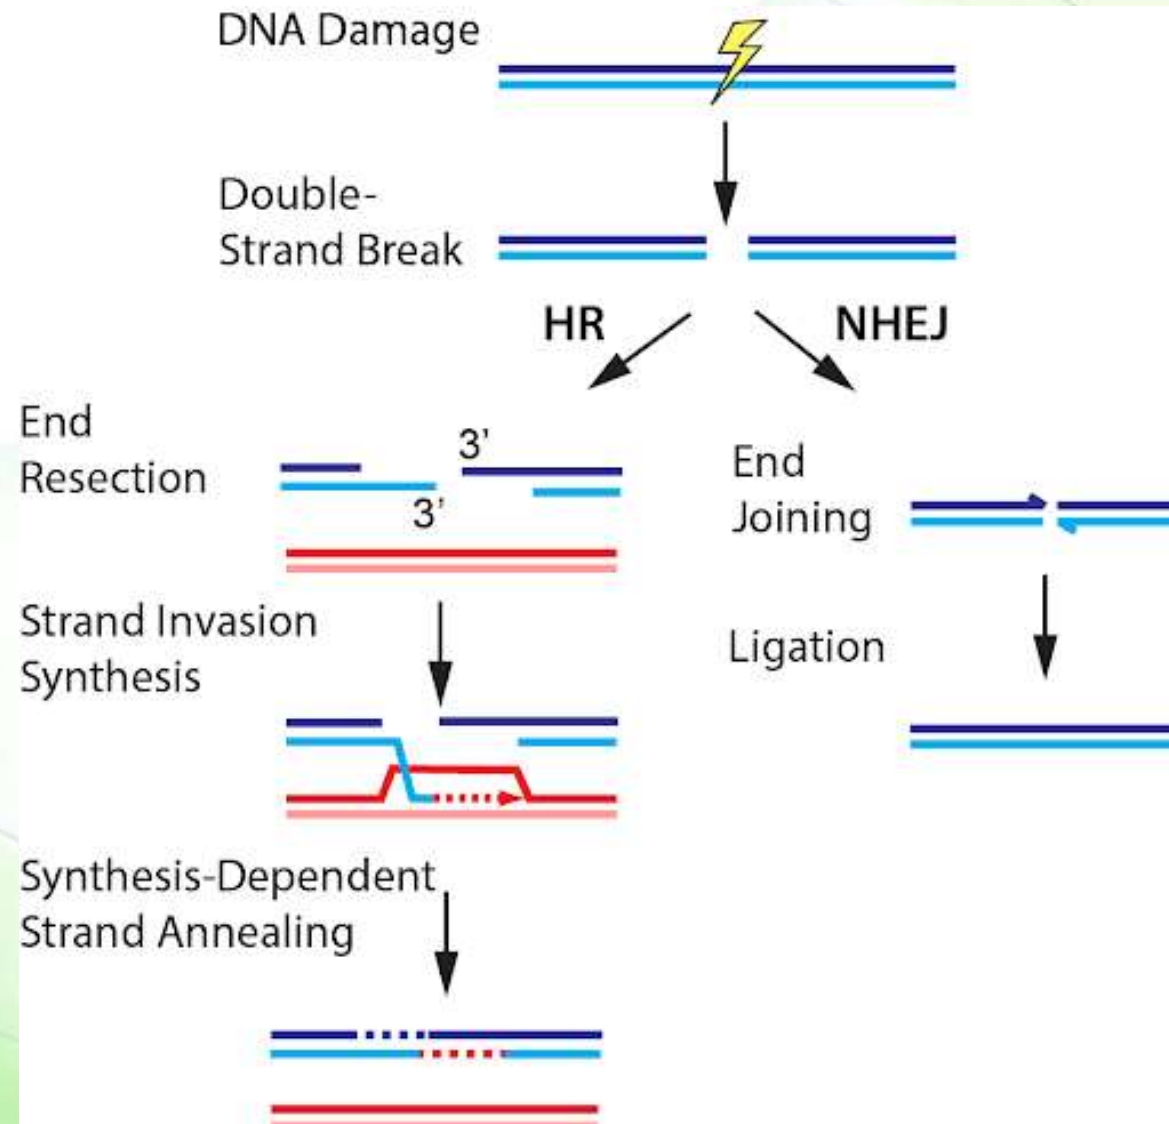 DNA Damage
Double-
Strand Break
HR
NHEJ
End
Resection
3’
3’
End
Joining
Strand Invasion
Synthesis
Ligation
Synthesis-Dependent
Strand Annealing